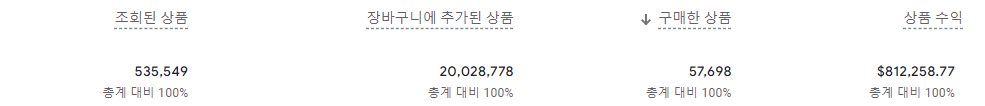 조회된 상품 장바구니에 추가된 상품 ↓ 구매한 상품 상품 수익
535,549 20,028,778 57,698 $812,258.77
총계 대비 100% 총계 대비 100% 총계 대비 100% 총계 대비 100%